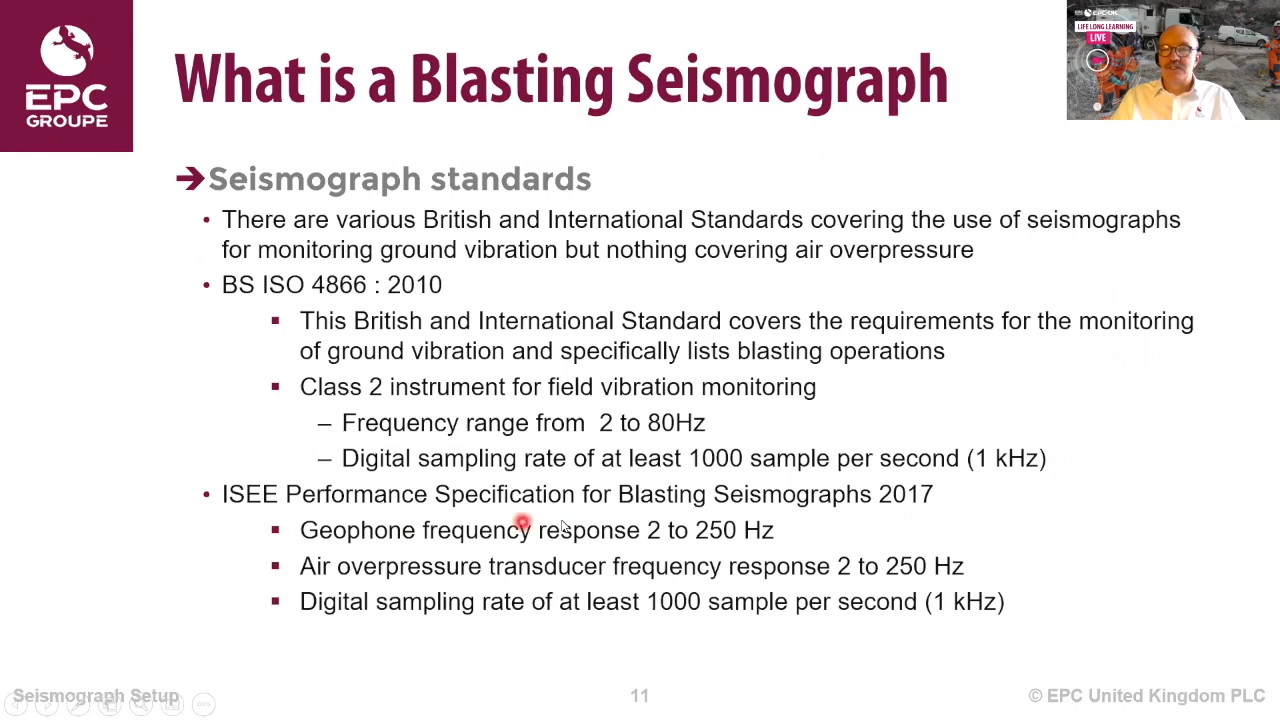 EPC
GROUPE
What is a Blasting Seismograph
EPC-UK
LIFE LONG LEARNING
LIVE
Seismograph standards
• There are various British and International Standards covering the use of seismographs
for monitoring ground vibration but nothing covering air overpressure
• BS ISO 4866 : 2010
▪ This British and International Standard covers the requirements for the monitoring
of ground vibration and specifically lists blasting operations
▪ Class 2 instrument for field vibration monitoring
– Frequency range from  2 to 80Hz
– Digital sampling rate of at least 1000 sample per second (1 kHz)
• ISEE Performance Specification for Blasting Seismographs 2017
▪ Geophone frequency response 2 to 250 Hz
▪ Air overpressure transducer frequency response 2 to 250 Hz
▪ Digital sampling rate of at least 1000 sample per second (1 kHz)
Seismograph Setup
11
© EPC United Kingdom PLC